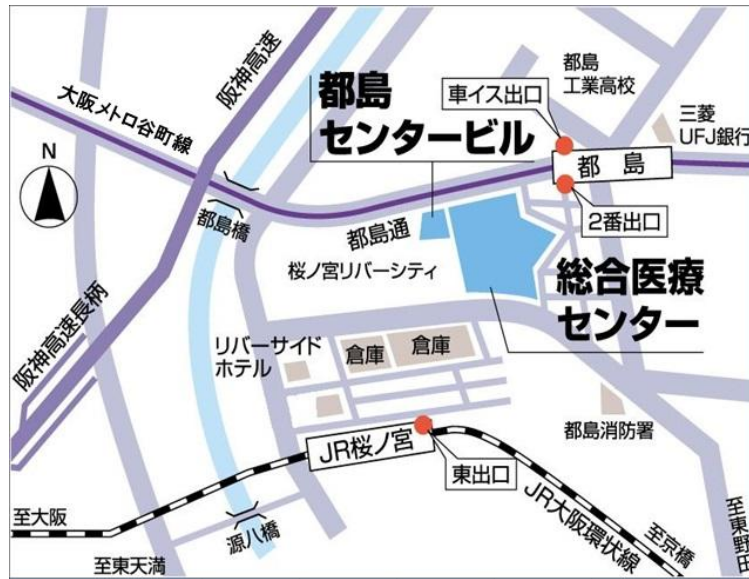 阪神高速
大阪メトロ谷町線
N
都島
センタービル
車イス出口
都島
工業高校
三菱
UFJ銀行
都島
2番出口
都島橋
都島通
桜ノ宮リバーシティ
総合医療
センター
阪神高速長柄
リバーサイド
ホテル
倉庫
倉庫
都島消防署
JR桜ノ宮
東出口
JR大阪環状線
至大阪
源八橋
至東天満
至京橋
至東野田